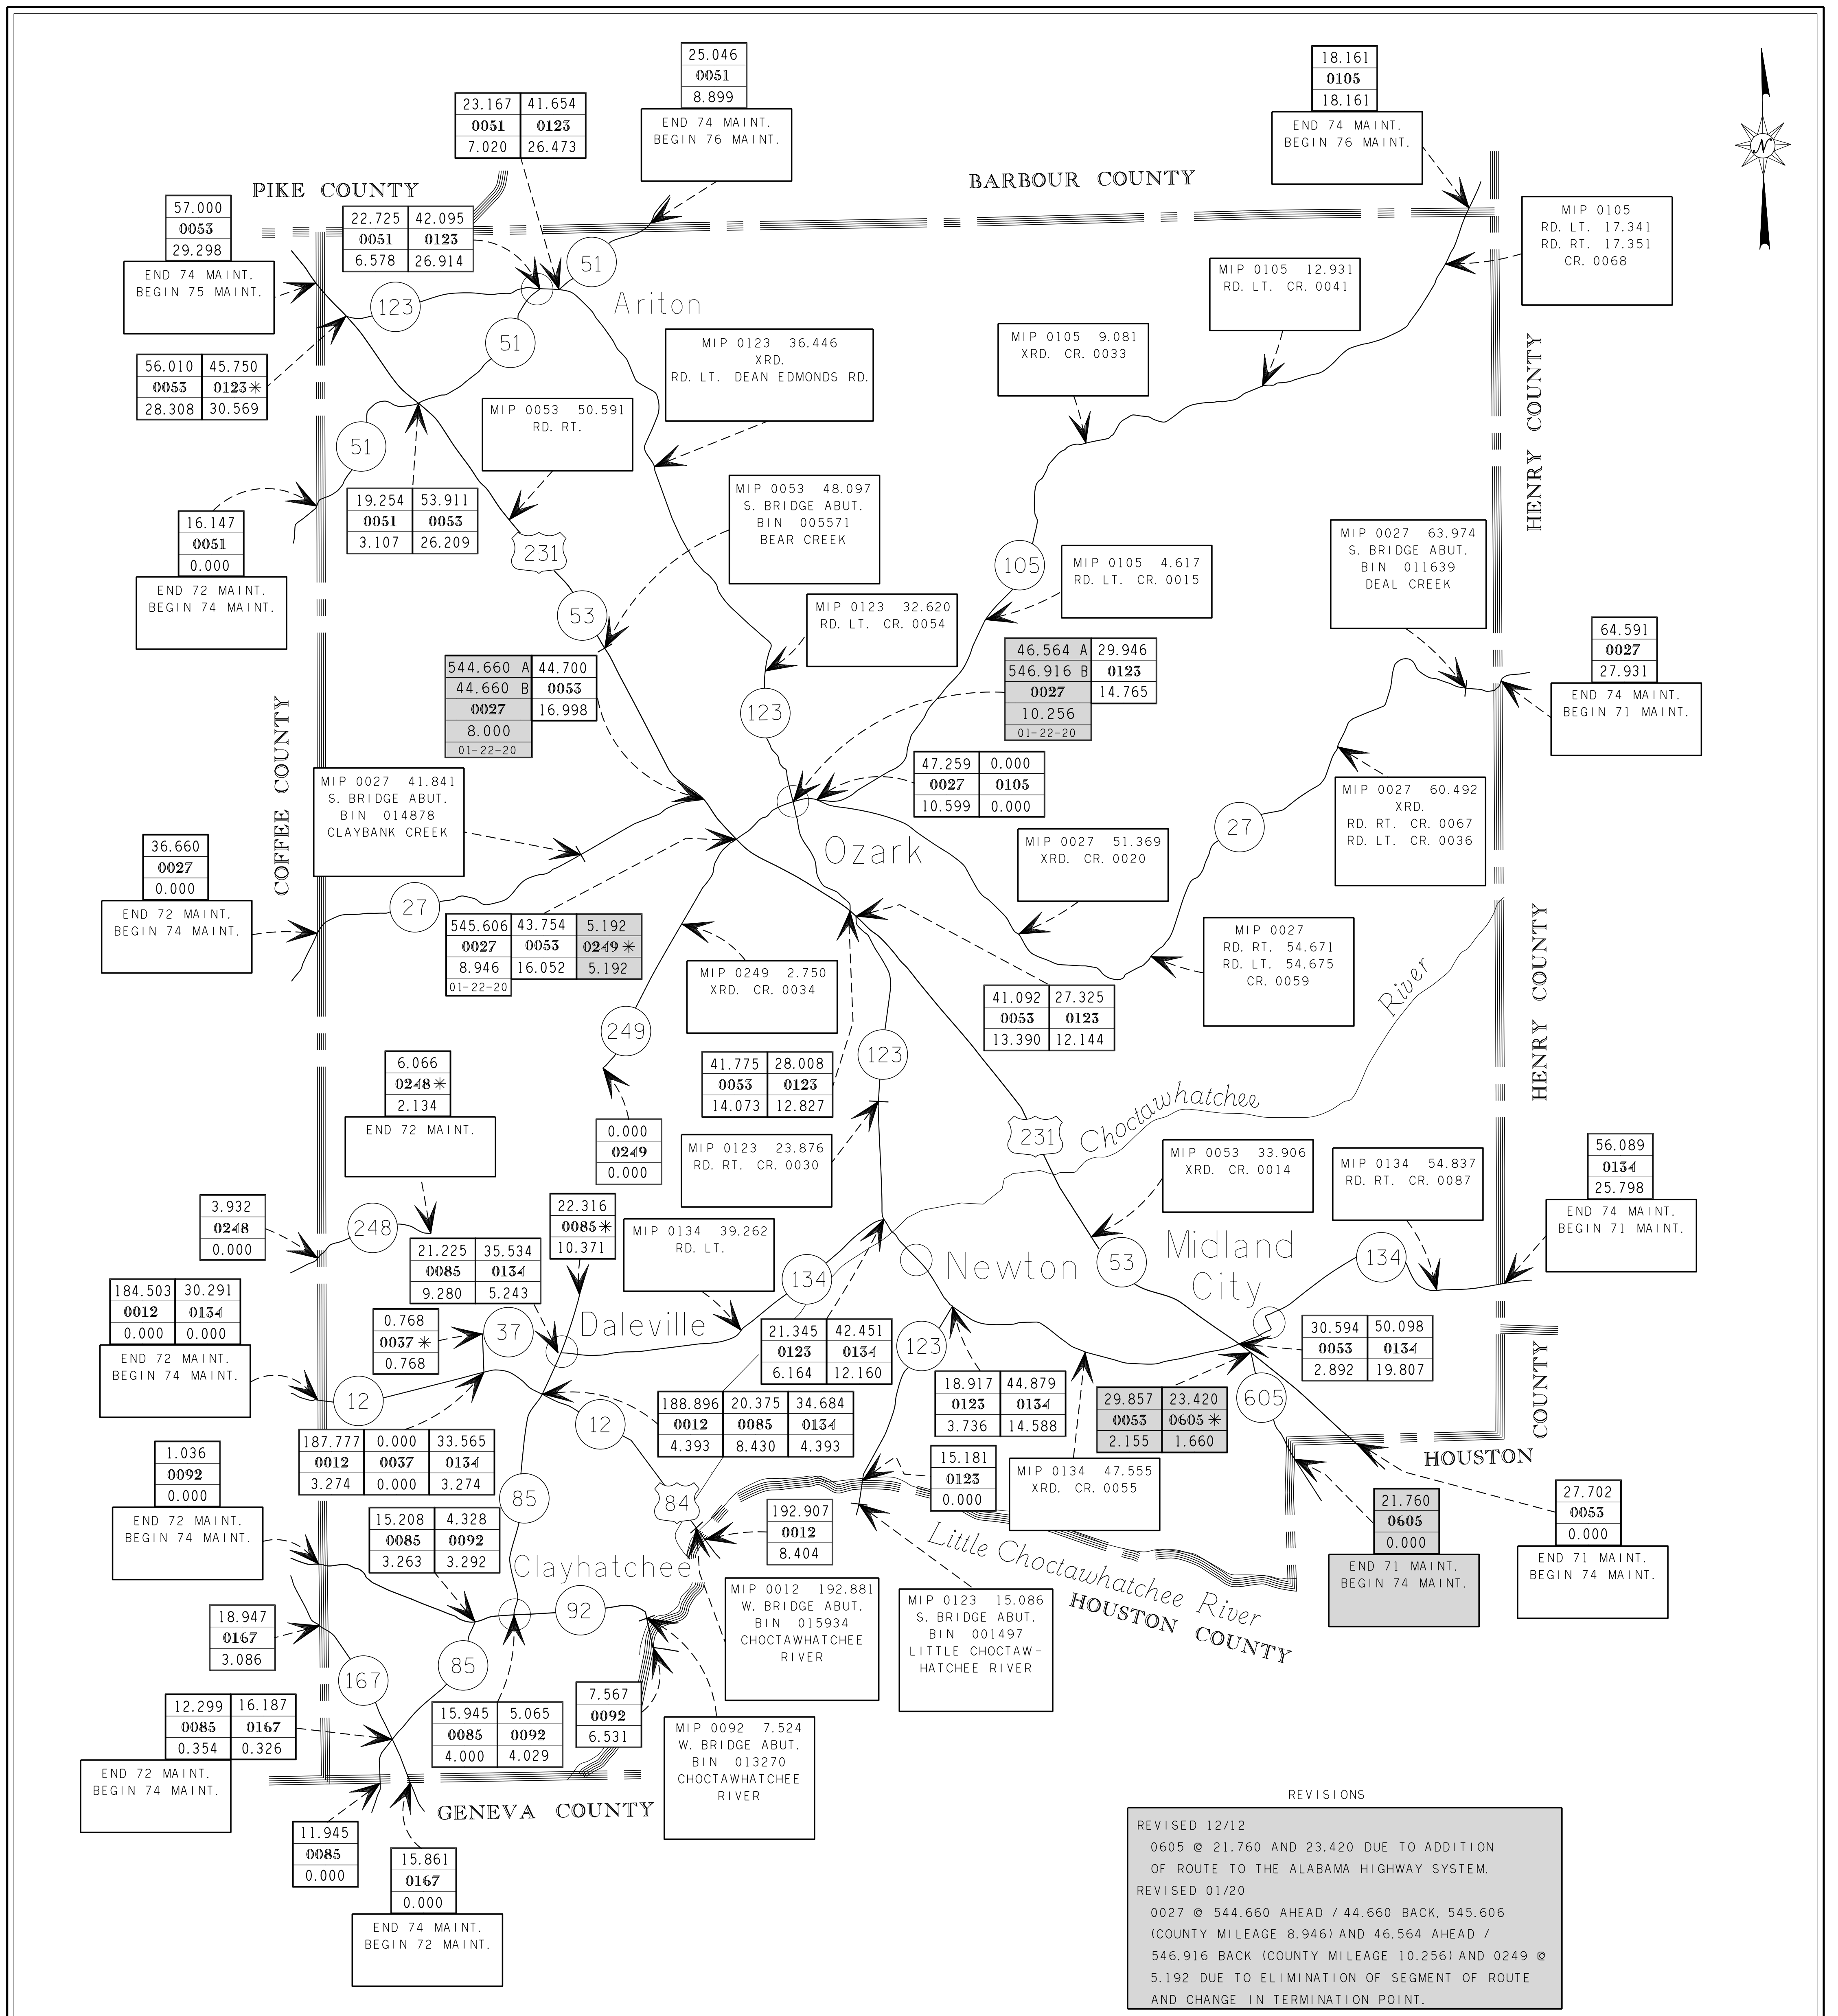 25.046
0051
8.899
END 74 MAINT.
BEGIN 76 MAINT.
18.161
0105
18.161
END 74 MAINT.
BEGIN 76 MAINT.
N
23.167 41.654
0051 0123
7.020 26.473
PIKE COUNTY
BARBOUR COUNTY
57.000
0053
29.298
END 74 MAINT.
BEGIN 75 MAINT.
22.725 42.095
0051 0123
6.578 26.914
MIP 0105
RD. LT. 17.341
RD. RT. 17.351
CR. 0068
51
123
Ariton
51
MIP 0105 12.931
RD. LT. CR. 0041
MIP 0105 9.081
XRD. CR. 0033
MIP 0123 36.446
XRD.
RD. LT. DEAN EDMONDS RD.
56.010 45.750
0053 0123*
28.308 30.569
MIP 0053 50.591
RD. RT.
HENRY COUNTY
51
19.254 53.911
0051 0053
3.107 26.209
MIP 0053 48.097
S. BRIDGE ABUT.
BIN 005571
BEAR CREEK
16.147
0051
0.000
END 72 MAINT.
BEGIN 74 MAINT.
231
105
MIP 0027 63.974
S. BRIDGE ABUT.
BIN 011639
DEAL CREEK
MIP 0105 4.617
RD. LT. CR. 0015
53
MIP 0123 32.620
RD. LT. CR. 0054
64.591
0027
27.931
END 74 MAINT.
BEGIN 71 MAINT.
544.660 A 44.700
44.660 B 0053
0027 16.998
8.000
01-22-20
46.564 A 29.946
546.916 B 0123
0027 14.765
10.256
01-22-20
123
COFFEE COUNTY
47.259 0.000
0027 0105
10.599 0.000
MIP 0027 41.841
S. BRIDGE ABUT.
BIN 014878
CLAYBANK CREEK
MIP 0027 60.492
XRD.
RD. RT. CR. 0067
RD. LT. CR. 0036
27
Ozark
MIP 0027 51.369
XRD. CR. 0020
36.660
0027
0.000
END 72 MAINT.
BEGIN 74 MAINT.
27
545.606 43.754 5.192
0027 0053 0249*
8.946 16.052 5.192
01-22-20
MIP 0027
RD. RT. 54.671
RD. LT. 54.675
CR. 0059
HENRY COUNTY
MIP 0249 2.750
XRD. CR. 0034
River
41.092 27.325
0053 0123
13.390 12.144
249
123
41.775 28.008
0053 0123
14.073 12.827
6.066
0248*
2.134
END 72 MAINT.
Choctawhatchee
0.000
0249
0.000
MIP 0123 23.876
RD. RT. CR. 0030
231
MIP 0053 33.906
XRD. CR. 0014
MIP 0134 54.837
RD. RT. CR. 0087
56.089
0134
25.798
END 74 MAINT.
BEGIN 71 MAINT.
3.932
0248
0.000
248
22.316
0085*
10.371
MIP 0134 39.262
RD. LT.
21.225 35.534
0085 0134
9.280 5.243
134
Newton
53
Midland
City
134
184.503 30.291
0012 0134
0.000 0.000
END 72 MAINT.
BEGIN 74 MAINT.
0.768
0037*
0.768
37
Daleville
21.345 42.451
0123 0134
6.164 12.160
123
30.594 50.098
0053 0134
2.892 19.807
18.917 44.879
0123 0134
3.736 14.588
29.857 23.420
0053 0605*
2.155 1.660
605
12
12
188.896 20.375 34.684
0012 0085 0134
4.393 8.430 4.393
187.777 0.000 33.565
0012 0037 0134
3.274 0.000 3.274
COUNTY
HOUSTON
1.036
0092
0.000
END 72 MAINT.
BEGIN 74 MAINT.
15.181
0123
0.000
MIP 0134 47.555
XRD. CR. 0055
85
84
192.907
0012
8.404
21.760
0605
0.000
END 71 MAINT.
BEGIN 74 MAINT.
27.702
0053
0.000
END 71 MAINT.
BEGIN 74 MAINT.
15.208 4.328
0085 0092
3.263 3.292
Clayhatchee
Little Choctawhatchee River
HOUSTON COUNTY
92
MIP 0012 192.881
W. BRIDGE ABUT.
BIN 015934
CHOCTAWHATCHEE
RIVER
MIP 0123 15.086
S. BRIDGE ABUT.
BIN 001497
LITTLE CHOCTAW-
HATCHEE RIVER
18.947
0167
3.086
85
167
12.299 16.187
0085 0167
0.354 0.326
END 72 MAINT.
BEGIN 74 MAINT.
15.945 5.065
0085 0092
4.000 4.029
7.567
0092
6.531
MIP 0092 7.524
W. BRIDGE ABUT.
BIN 013270
CHOCTAWHATCHEE
RIVER
GENEVA COUNTY
11.945
0085
0.000
15.861
0167
0.000
END 74 MAINT.
BEGIN 72 MAINT.
REVISIONS
REVISED 12/12
0605 @ 21.760 AND 23.420 DUE TO ADDITION
OF ROUTE TO THE ALABAMA HIGHWAY SYSTEM.
REVISED 01/20
0027 @ 544.660 AHEAD / 44.660 BACK, 545.606
(COUNTY MILEAGE 8.946) AND 46.564 AHEAD /
546.916 BACK (COUNTY MILEAGE 10.256) AND 0249 @
5.192 DUE TO ELIMINATION OF SEGMENT OF ROUTE
AND CHANGE IN TERMINATION POINT.